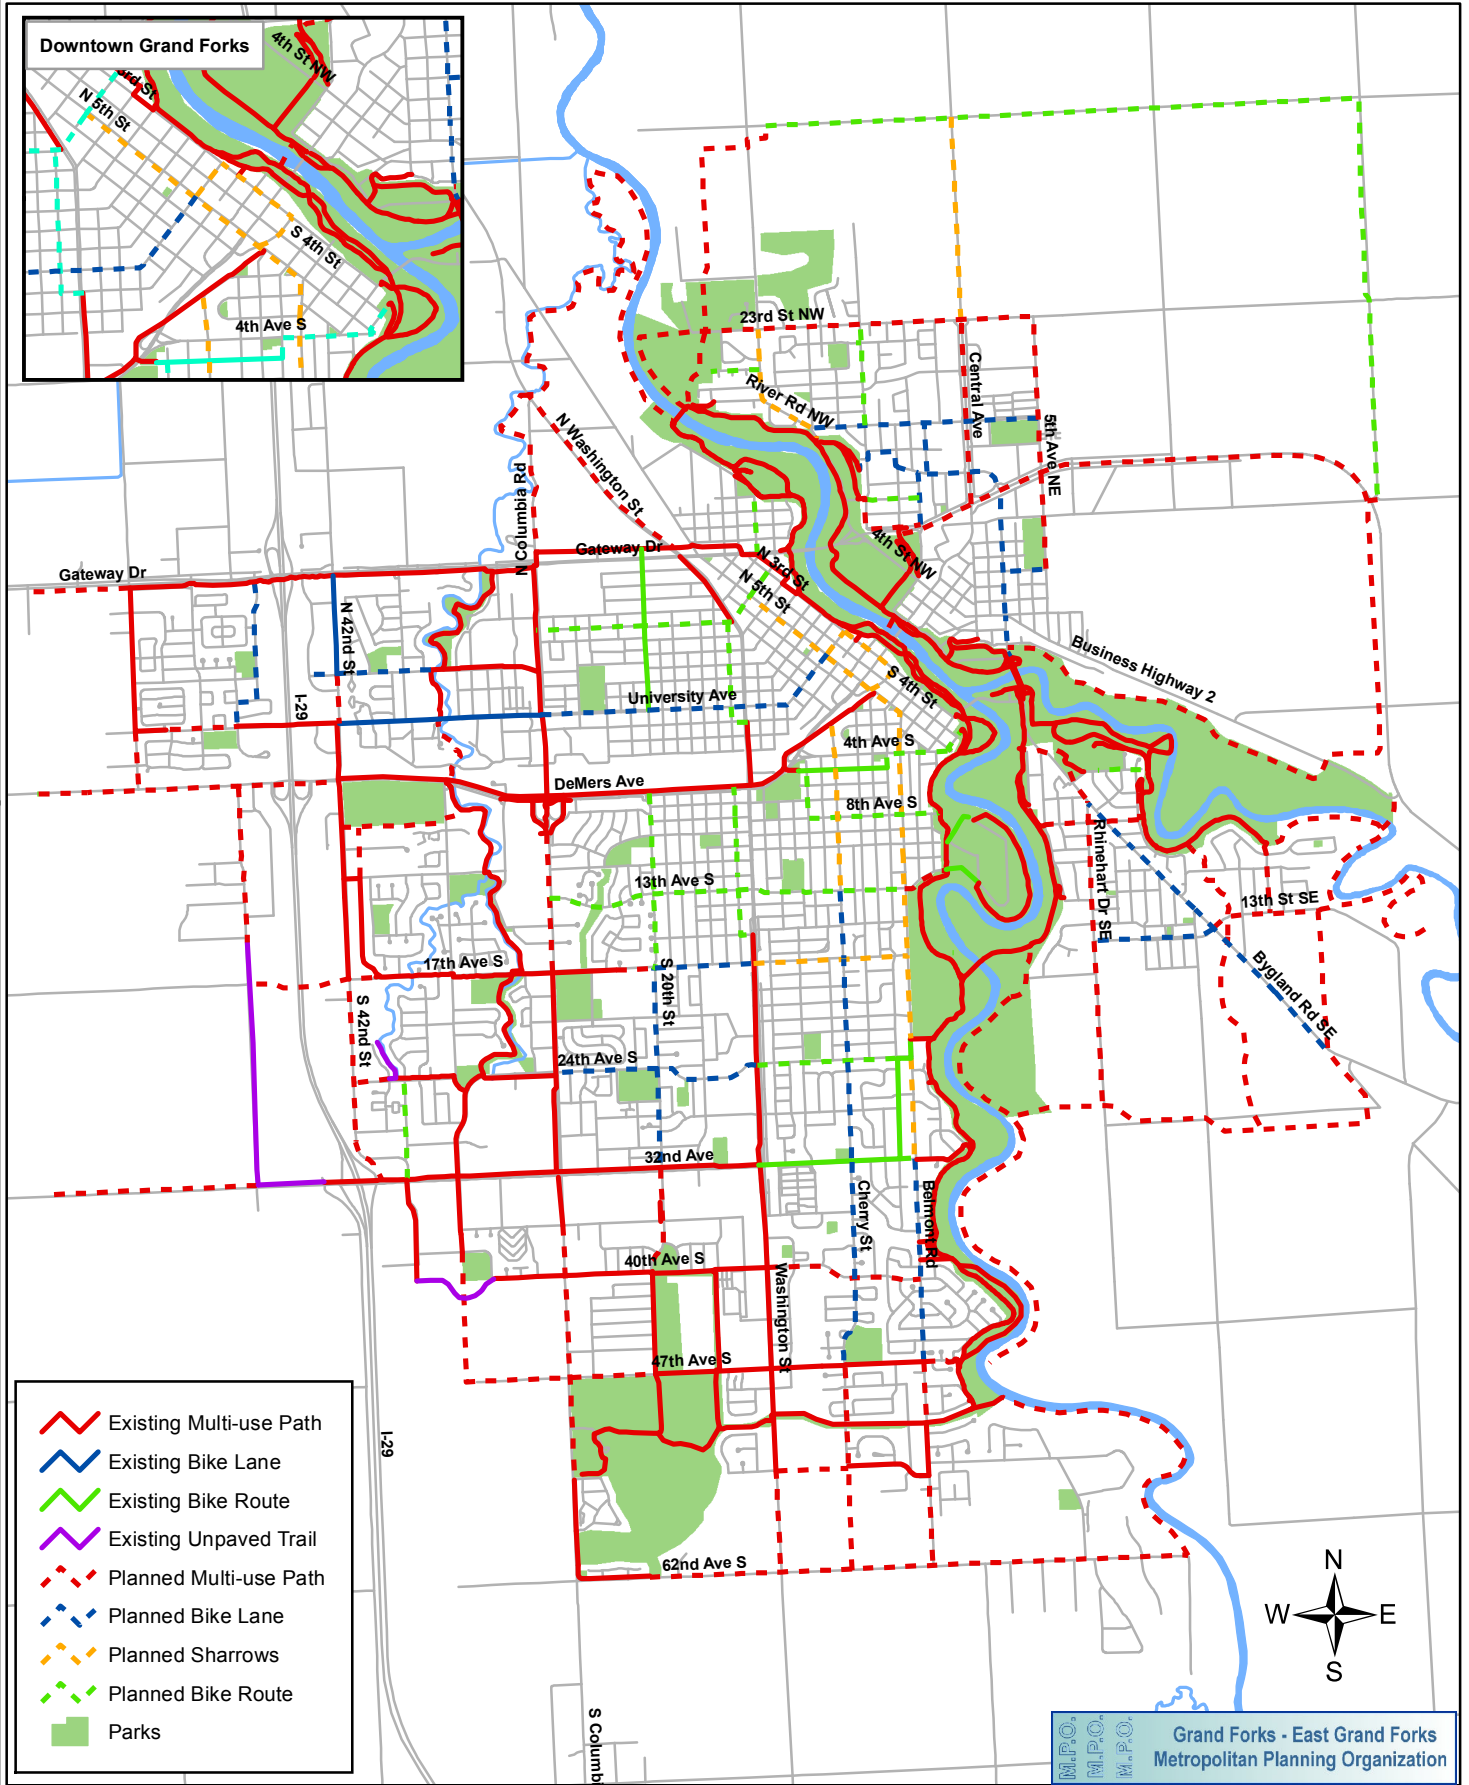 Downtown Grand Forks
4th St NW
3rd St
N 5th St
S 4th St
4th Ave S
23rd St NW
River Rd NW
Central Ave
5th Ave NE
N Washington St
N Columbia Rd
Gateway Dr
Gateway Dr
4th St NW
N 3rd St
N 5th St
N 42nd St
I-29
University Ave
S 4th St
Business Highway 2
4th Ave S
DeMers Ave
8th Ave S
Rhinehart Dr SE
13th Ave S
13th St SE
17th Ave S
S 20th St
Bygland Rd SE
S 42nd St
24th Ave S
32nd Ave
Cherry St
Belmont Rd
40th Ave S
Washington St
47th Ave S
I-29
62nd Ave S
S Columbi
Existing Multi-use Path
Existing Bike Lane
Existing Bike Route
Existing Unpaved Trail
Planned Multi-use Path
Planned Bike Lane
Planned Sharrows
Planned Bike Route
Parks
N
W E
S
M.P.O.
M.P.O.
M.P.O.
Grand Forks - East Grand Forks
Metropolitan Planning Organization